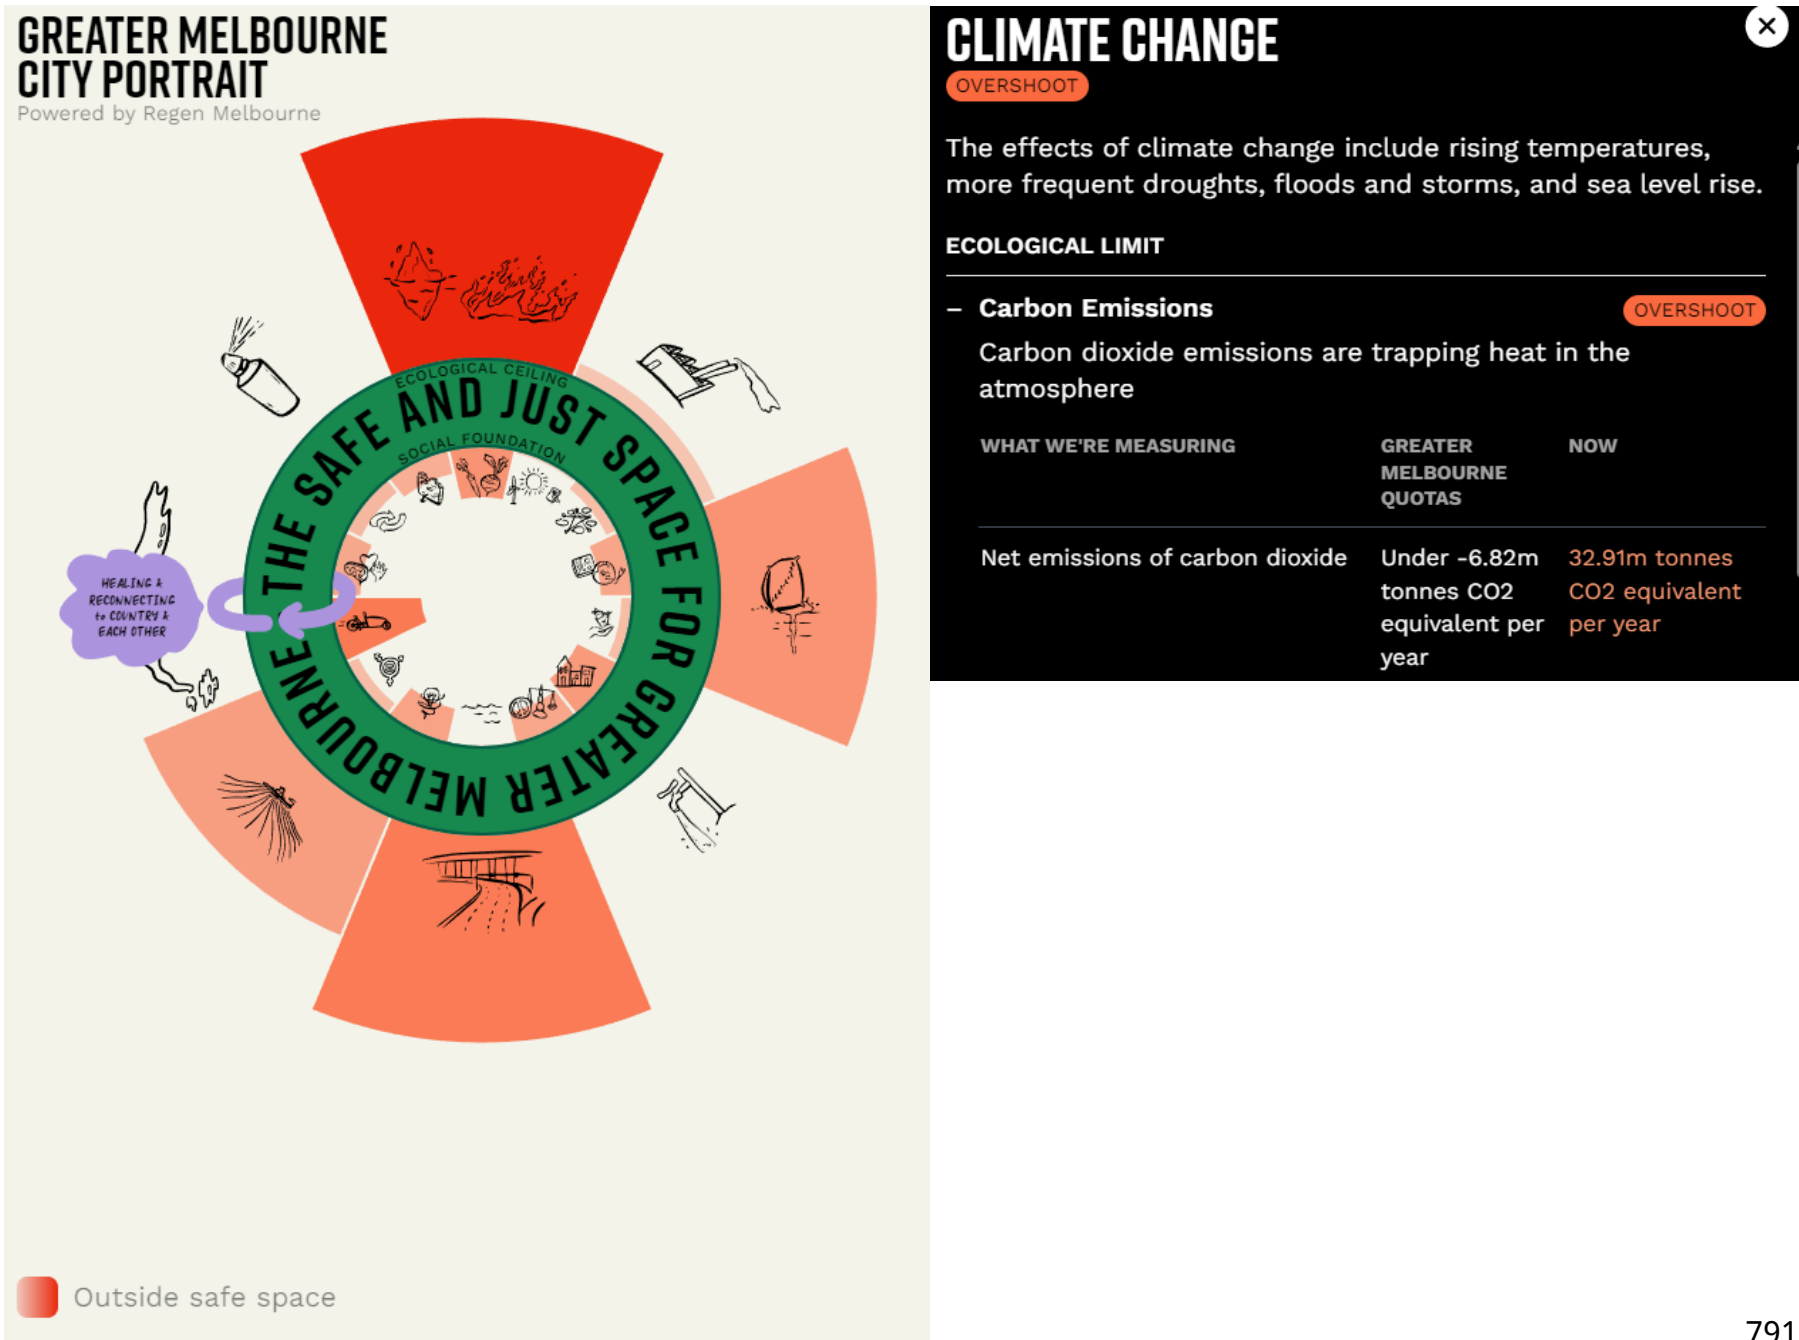 GREATER MELBOURNE
CITY PORTRAIT
Powered by Regen Melbourne
ECOLOGICAL CEILING
THE SAFE AND JUST SPACE FOR GREATER MELBOURNE
SOCIAL FOUNDATION
HEALING &
RECONNECTING
to COUNTRY &
EACH OTHER
Outside safe space
CLIMATE CHANGE
OVERSHOOT
The effects of climate change include rising temperatures,
more frequent droughts, floods and storms, and sea level rise.
ECOLOGICAL LIMIT
– Carbon Emissions OVERSHOOT
Carbon dioxide emissions are trapping heat in the
atmosphere
WHAT WE'RE MEASURING GREATER NOW
MELBOURNE
QUOTAS
Net emissions of carbon dioxide Under -6.82m 32.91m tonnes
tonnes CO2 CO2 equivalent
equivalent per per year
year
791